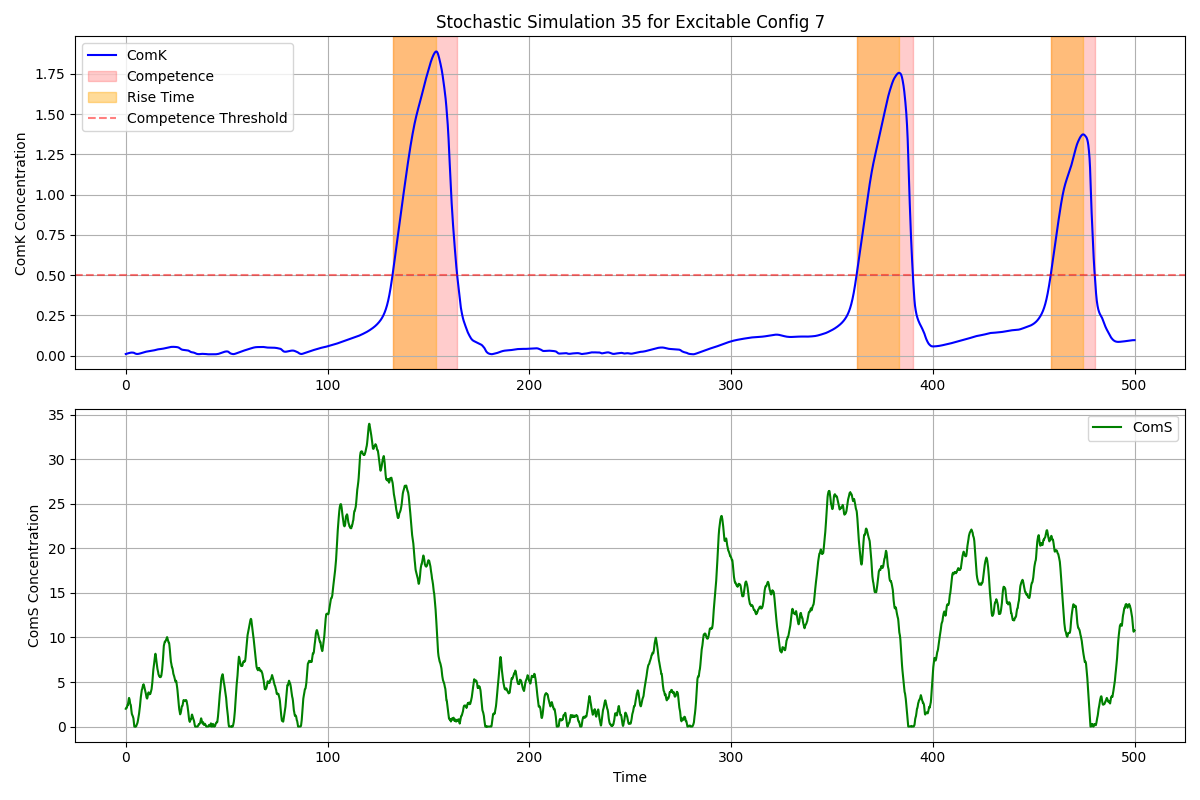 Stochastic Simulation 35 for Excitable Config 7
ComK
Competence
Rise Time
Competence Threshold
ComK Concentration
1.75
1.50
1.25
1.00
0.75
0.50
0.25
0.00
0 100 200 300 400 500
ComS
ComS Concentration
35
30
25
20
15
10
5
0
0 100 200 300 400 500
Time